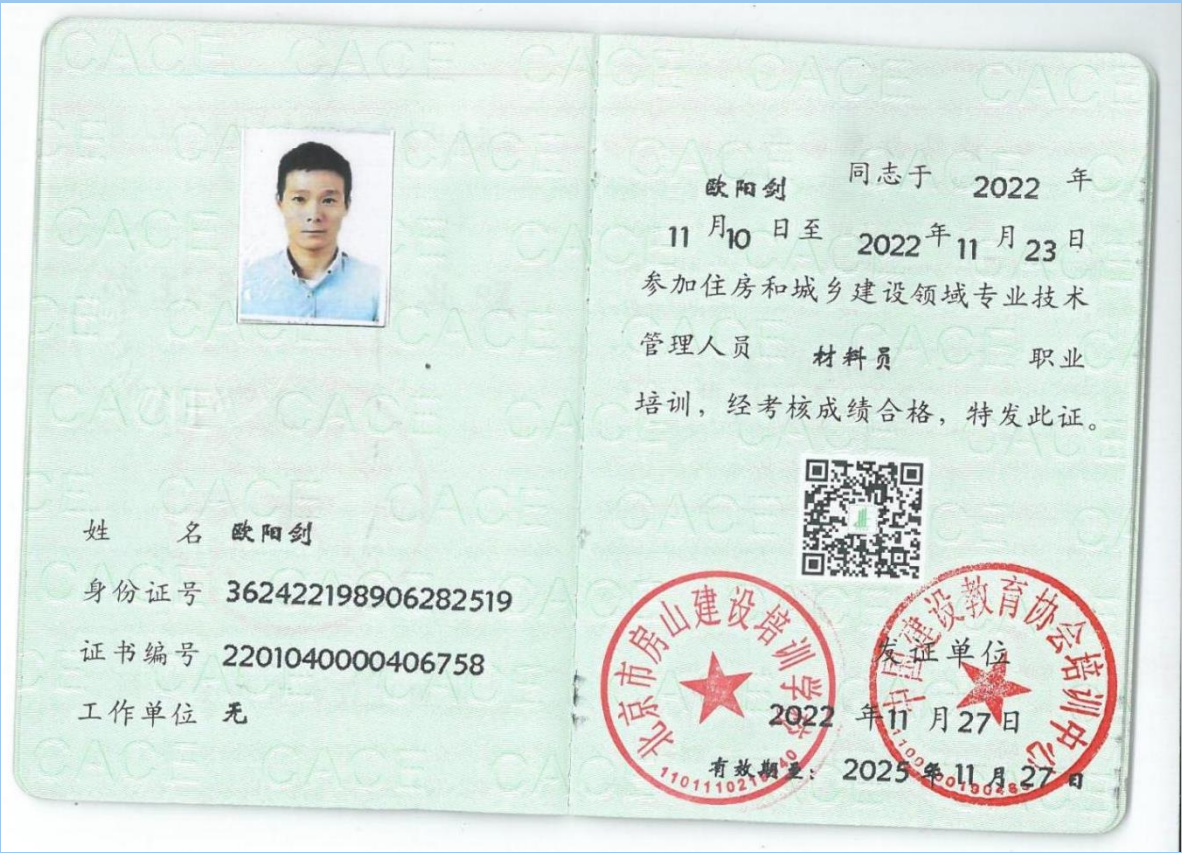 姓 名 欧阳剑
身份证号 362422198906282519
证书编号 2201040000406758
工作单位 无
欧阳剑 同志于 2022 年
11 月 10 日至 2022 年 11 月 23 日
参加住房和城乡建设领域专业技术
管理人员 材料员 职业
培训，经考核成绩合格，特发此证。
北京市房山建设培训学校
中国建设教育协会培训中心
发证单位
2022 年 11 月 27 日
有效期至：2025 年 11 月 27 日
CACE